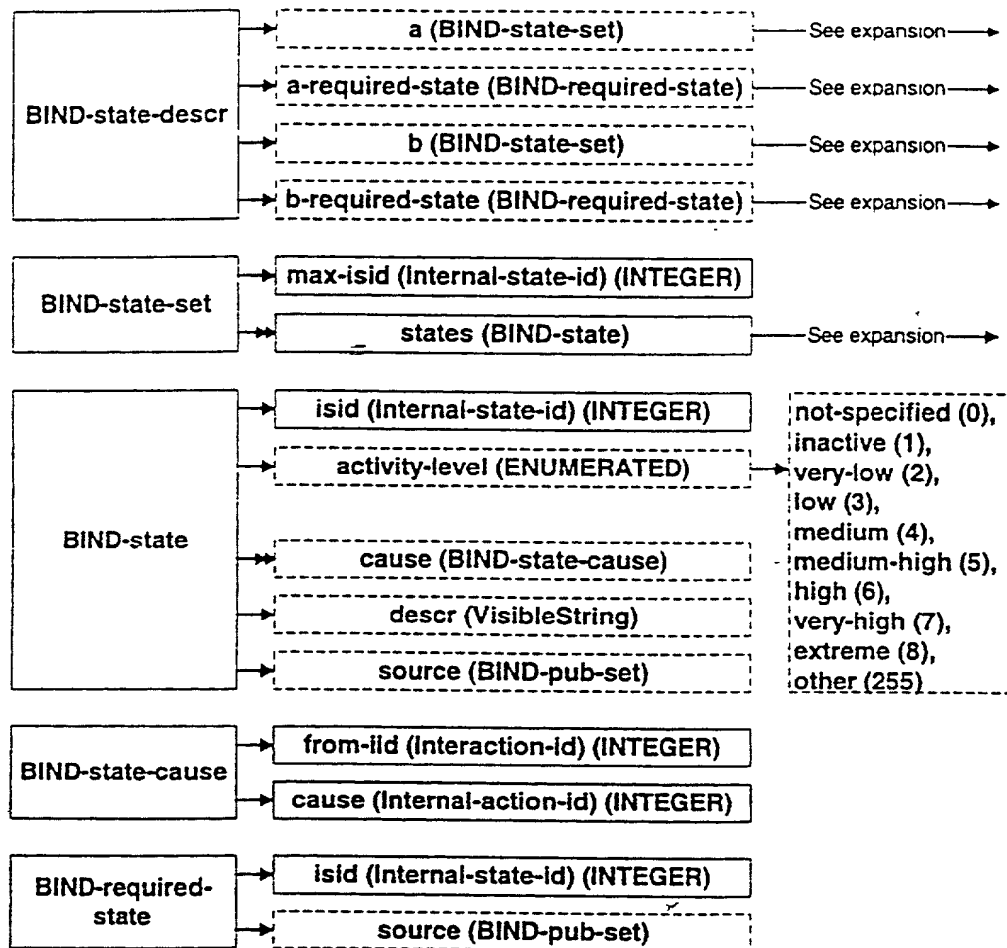 a (BIND-state-set)
See expansion
a-required-state (BIND-required-state)
See expansion
BIND-state-descr
b (BIND-state-set)
See expansion
b-required-state (BIND-required-state)
See expansion
max-isid (Internal-state-id) (INTEGER)
BIND-state-set
states (BIND-state)
See expansion
isid (Internal-state-id) (INTEGER)
activity-level (ENUMERATED)
not-specified (0),
inactive (1),
very-low (2),
low (3),
medium (4),
medium-high (5),
high (6),
very-high (7),
extreme (8),
other (255)
BIND-state
cause (BIND-state-cause)
descr (VisibleString)
source (BIND-pub-set)
from-iid (Interaction-id) (INTEGER)
BIND-state-cause
cause (Internal-action-id) (INTEGER)
isid (Internal-state-id) (INTEGER)
BIND-required-
state
source (BIND-pub-set)